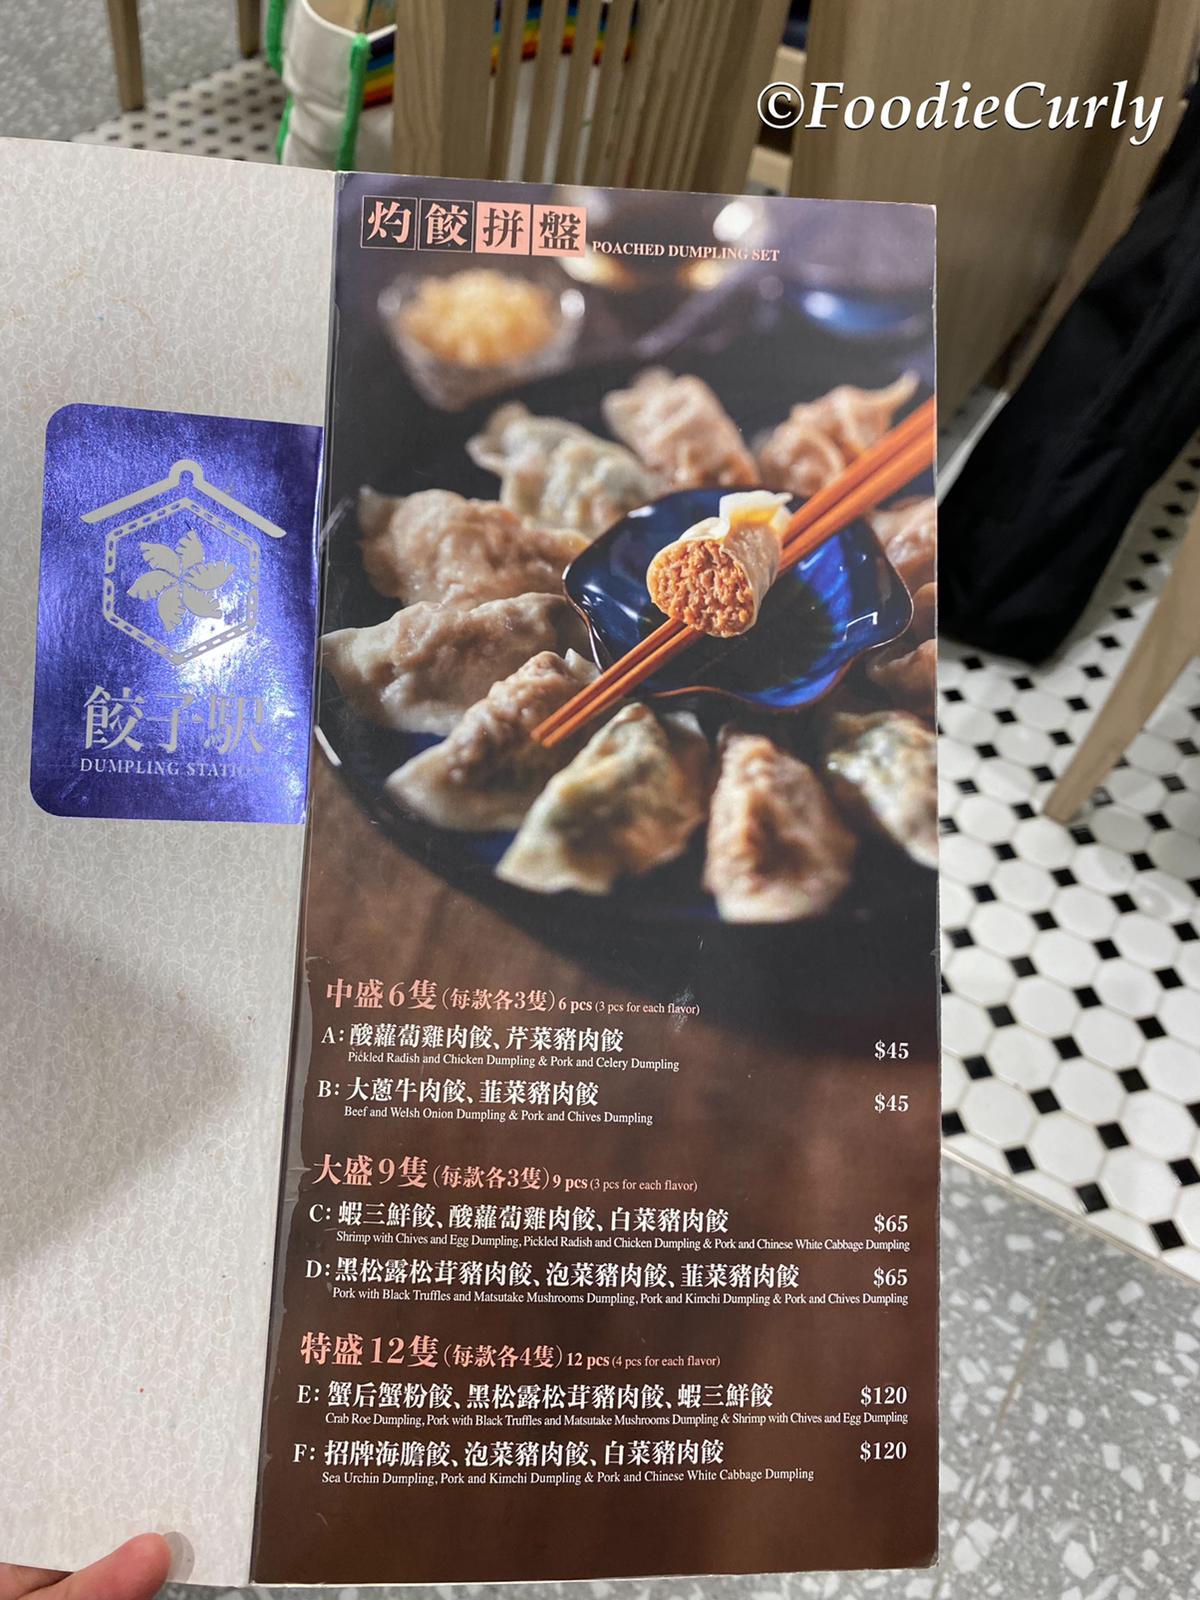 ©FoodieCurly
灼餃拼盤 POACHED DUMPLING SET
餃子駅
DUMPLING STATION
中盛6隻(每款各3隻) 6 pcs (3 pcs for each flavor)
A: 酸蘿蔔雞肉餃、芹菜豬肉餃 $45
Pickled Radish and Chicken Dumpling & Pork and Celery Dumpling
B: 大蔥牛肉餃、韮菜豬肉餃 $45
Beef and Welsh Onion Dumpling & Pork and Chives Dumpling
大盛9隻(每款各3隻) 9 pcs (3 pcs for each flavor)
C: 蝦三鮮餃、酸蘿蔔雞肉餃、白菜豬肉餃 $65
Shrimp with Chives and Egg Dumpling, Pickled Radish and Chicken Dumpling & Pork and Chinese White Cabbage Dumpling
D: 黑松露松茸豬肉餃、泡菜豬肉餃、韮菜豬肉餃 $65
Pork with Black Truffles and Matsutake Mushrooms Dumpling, Pork and Kimchi Dumpling & Pork and Chives Dumpling
特盛12隻(每款各4隻) 12 pcs (4 pcs for each flavor)
E: 蟹后蟹粉餃、黑松露松茸豬肉餃、蝦三鮮餃 $120
Crab Roe Dumpling, Pork with Black Truffles and Matsutake Mushrooms Dumpling & Shrimp with Chives and Egg Dumpling
F: 招牌海膽餃、泡菜豬肉餃、白菜豬肉餃 $120
Sea Urchin Dumpling, Pork and Kimchi Dumpling & Pork and Chinese White Cabbage Dumpling